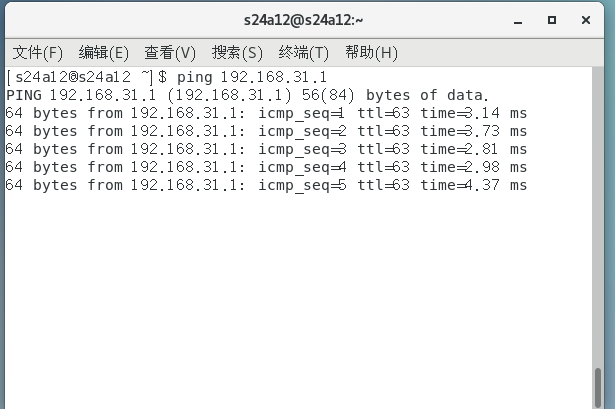 s24a12@s24a12:~
文件(F) 编辑(E) 查看(V) 搜索(S) 终端(T) 帮助(H)
[s24a12@s24a12 ~]$ ping 192.168.31.1
PING 192.168.31.1 (192.168.31.1) 56(84) bytes of data.
64 bytes from 192.168.31.1: icmp_seq=1 ttl=63 time=3.14 ms
64 bytes from 192.168.31.1: icmp_seq=2 ttl=63 time=3.73 ms
64 bytes from 192.168.31.1: icmp_seq=3 ttl=63 time=2.81 ms
64 bytes from 192.168.31.1: icmp_seq=4 ttl=63 time=2.98 ms
64 bytes from 192.168.31.1: icmp_seq=5 ttl=63 time=4.37 ms